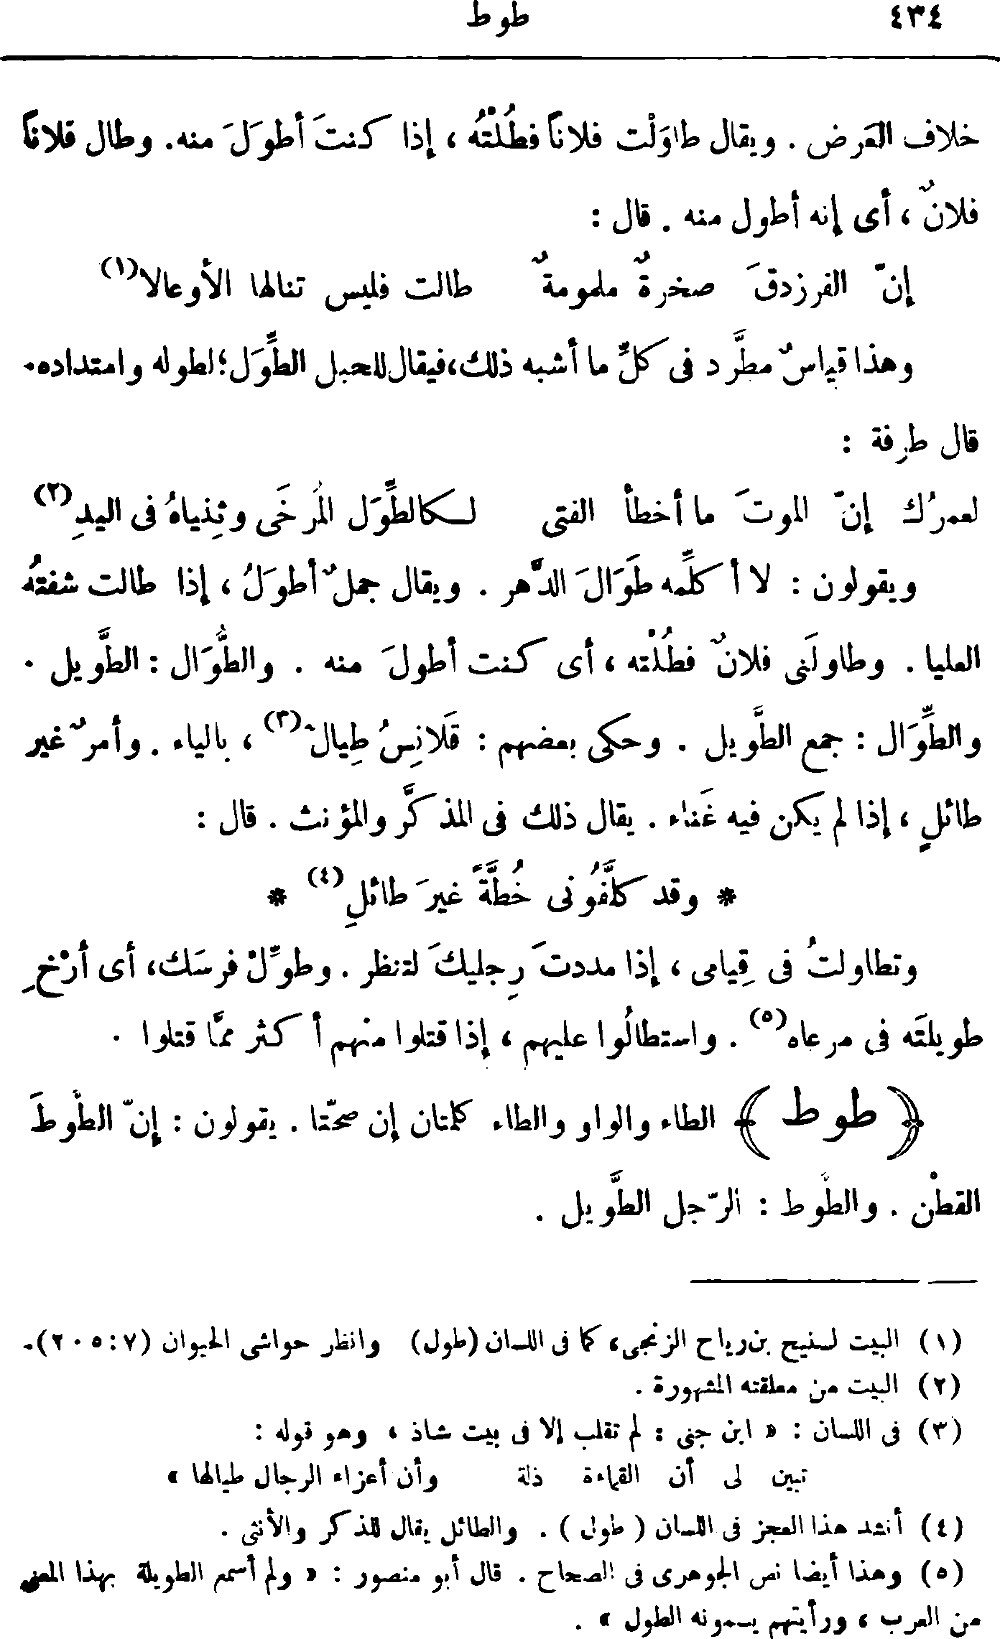 ٤٣٤
طوط
خلاف العَرض . ويقال طاوَلْت فلاناً فطُلْتُه ، إذا كنتَ أطولَ منه. وطال فلاناً
فلانٌ ، أى إنه أطول منه . قال :
إنّ الفرزدقَ صخرةٌ ملمومةٌ طالت فليس تنالها الأوعالا(١)
وهذا قياسٌ مطَّرد فى كلِّ ما أشبه ذلك، فيقال للحبل الطِّوَل؛ لطوله وامتداده.
قال طرفة :
لعمرُك إنّ الموتَ ما أخطأ الفتى لكالطِّوَل المُرخَى وثِنياهُ فى اليدِ(٢)
ويقولون : لا أكلِّمه طَوَالَ الدَّهر . ويقال جملٌ أطوَلُ ، إذا طالت شفتُه
العليا . وطاولَنى فلانٌ فطُلْته ، أى كنت أطولَ منه . والطُّوَال : الطَّويل .
والطِّوَال : جمع الطَّويل . وحكى بعضهم : قَلَانِسُ طِيالٌ(٣) ، بالياء . وأمرٌ غير
طائلٍ ، إذا لم يكن فيه غَناء . يقال ذلك فى المذكَّر والمؤنث . قال :
* وقد كلَّفُونى خُطَّةً غيرَ طائلِ(٤) *
وتطاولتُ فى قِيامى ، إذا مددتَ رِجليكَ لتنظر . وطوِّلْ فرسَك، أى أرْخِ
طويلتَه فى مرعاه(٥) . واستطالُوا عليهم ، إذا قتلوا منهم أكثر ممَّا قتلوا .
﴿ طوط ﴾ الطاء والواو والطاء كلمتان إن صحّتا . يقولون : إنّ الطُوطَ
القطْن . والطُوط : الرّجل الطَّويل .
(١) البيت لسنيح بن رياح الزنجى، كما فى اللسان (طول) وانظر حواشى الحيوان (٧:٢٠٥).
(٢) البيت من معلقته المشهورة .
(٣) فى اللسان : « ابن جنى : لم تقلب إلا فى بيت شاذ ، وهو قوله :
تبين لى أن القماءة ذلة وأن أعزاء الرجال طيالها »
(٤) أنشد هذا العجز فى اللسان ( طول ) . والطائل يقال للذكر والأنثى .
(٥) وهذا أيضا نص الجوهرى فى الصحاح . قال أبو منصور : « ولم أسمع الطويلة بهذا المعنى
من العرب ، ورأيتهم يسمونه الطول » .